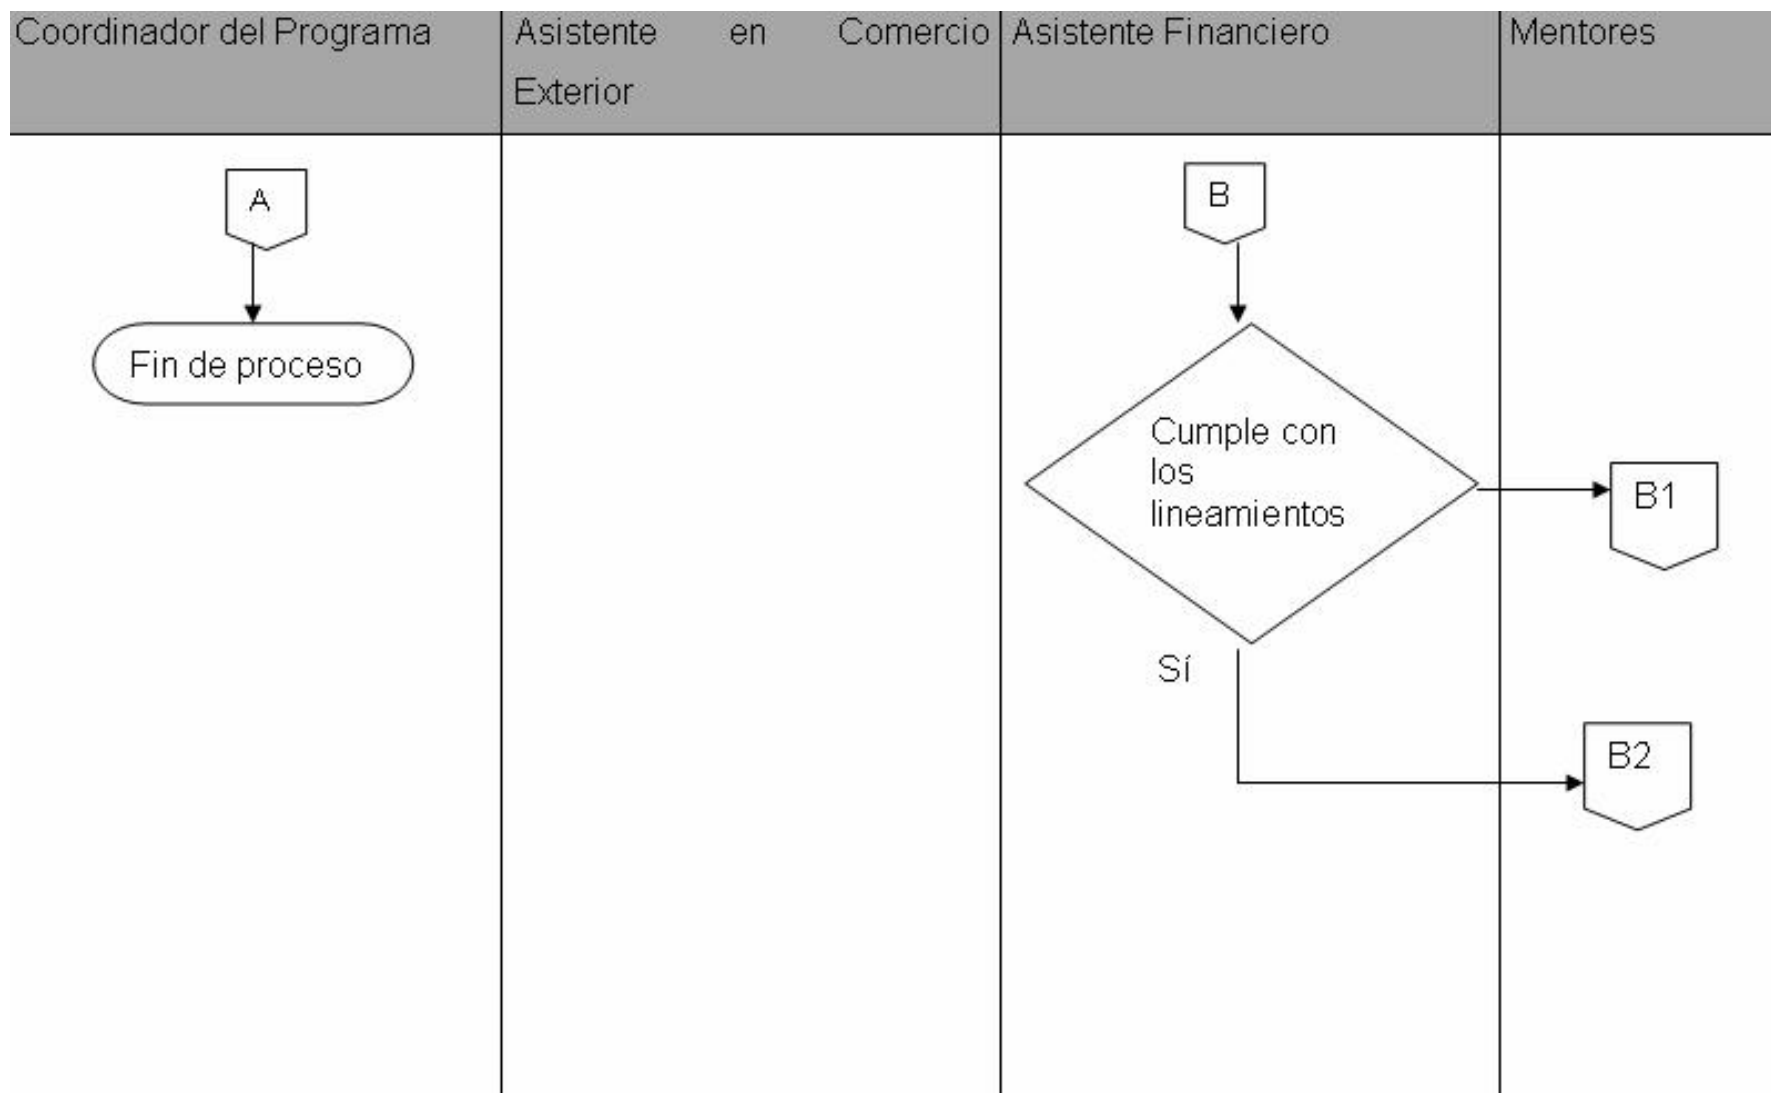 Coordinador del Programa
Asistente en Comercio
Exterior
Asistente Financiero
Mentores
A
Fin de proceso
B
Cumple con
los
lineamientos
Sí
B1
B2